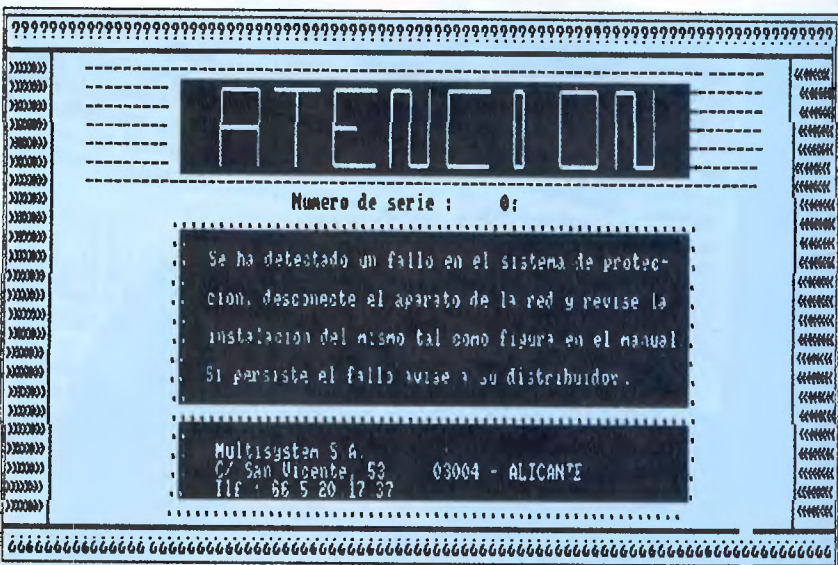 ATENCION
Numero de serie : 0:
Se ha detectado un fallo en el sistema de protec-
cion, desconecte el aparato de la red y revise la
instalacion del mismo tal como figura en el manual.
Si persiste el fallo avise a su distribuidor.
Multisystem S.A.
C/ San Vicente, 53 03004 - ALICANTE
Tlf : 66 5 20 17 37